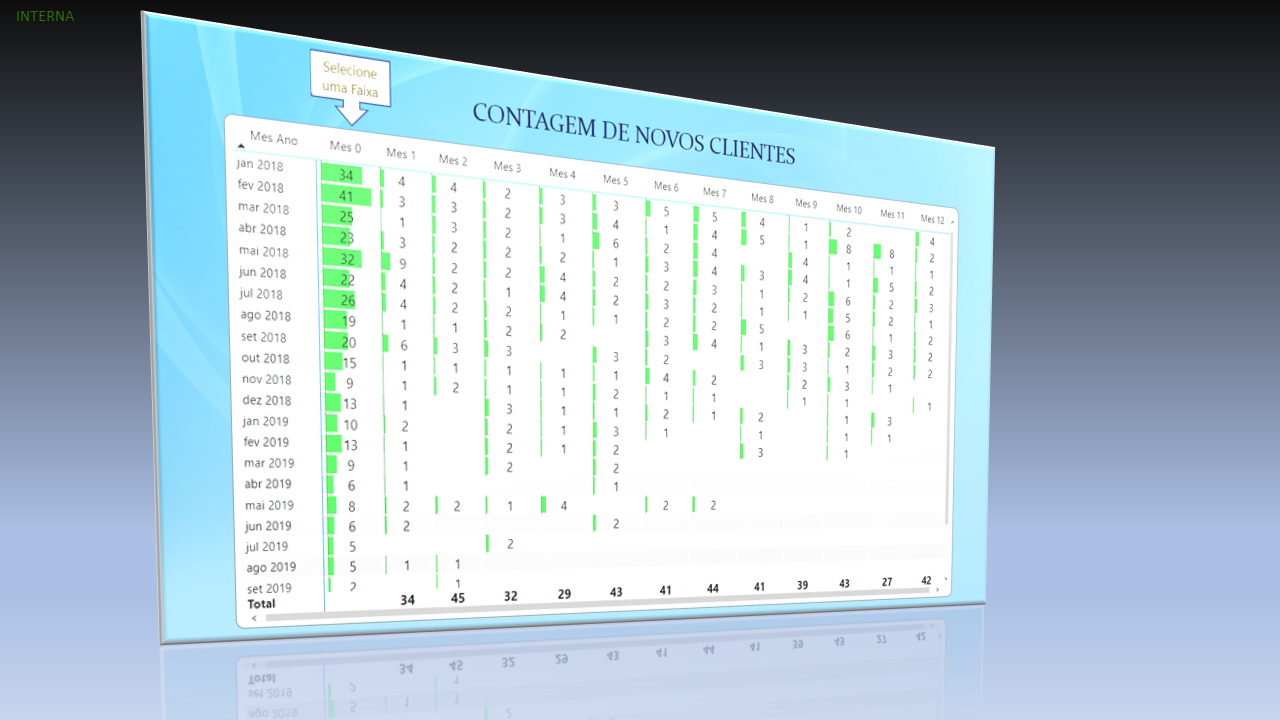 INTERNA
Selecione
uma Faixa
CONTAGEM DE NOVOS CLIENTES
Mes Ano Mes 0 Mes 1 Mes 2 Mes 3 Mes 4 Mes 5 Mes 6 Mes 7 Mes 8 Mes 9 Mes 10 Mes 11 Mes 12
jan 2018 34 4 4 2 3 3 5 5 4 1 2 4
fev 2018 41 3 3 2 3 4 1 4 5 1 8 8 2
mar 2018 25 1 3 2 1 6 4 4 1 1 1
abr 2018 23 3 2 2 2 1 3 4 3 4 1 5 2
mai 2018 32 9 2 2 4 2 2 3 1 2 6 2 3
jun 2018 22 4 2 1 4 2 3 2 1 1 5 2 1
jul 2018 26 4 2 2 1 1 2 2 5 6 1 2
ago 2018 19 1 1 2 2 3 4 1 3 2 3 2
set 2018 20 6 3 3 3 2 3 3 1 2 2
out 2018 15 1 1 1 1 1 4 2 2 3 1
nov 2018 9 1 2 1 1 2 1 1 1 1 1
dez 2018 13 1 3 1 1 2 1 2 1 3
jan 2019 10 2 2 1 3 1 1 1 1
fev 2019 13 1 2 1 2 3 1
mar 2019 9 1 2 2
abr 2019 6 1 1
mai 2019 8 2 2 1 4 2 2
jun 2019 6 2 2
jul 2019 5 2
ago 2019 5 1 1
set 2019 2 1
Total 34 45 32 29 43 41 44 41 39 43 27 42